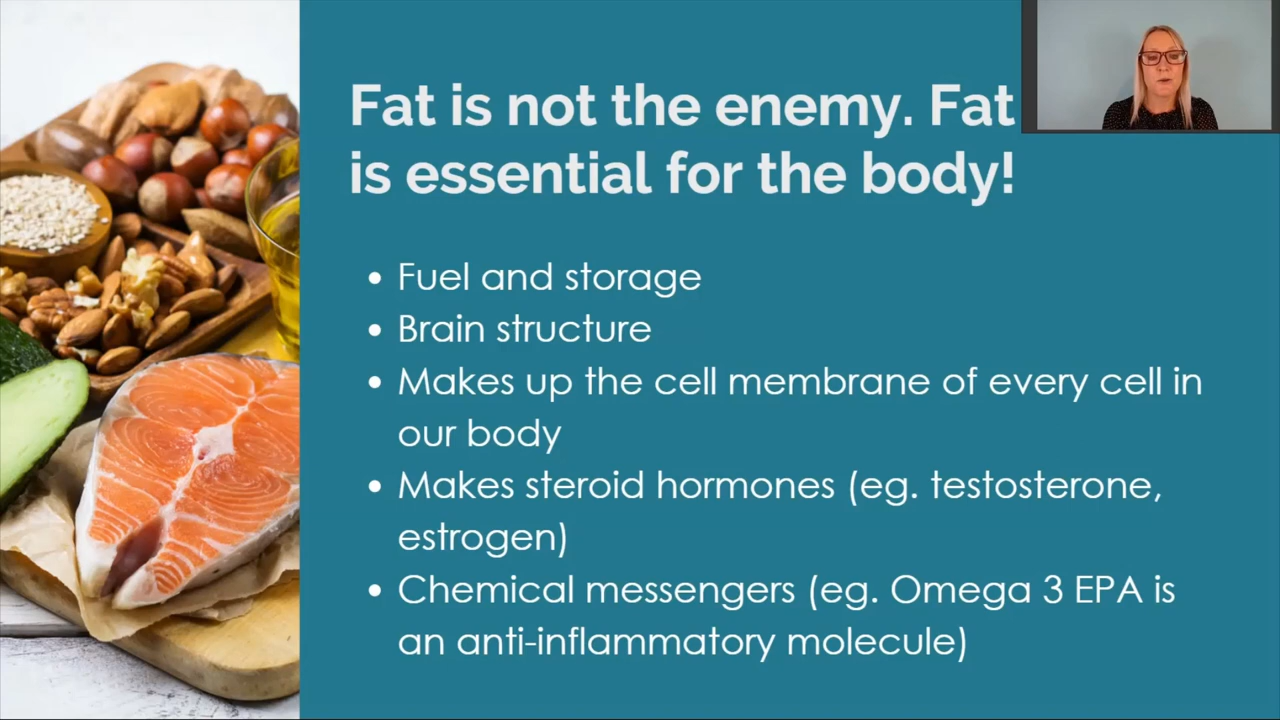 Fat is not the enemy. Fat
is essential for the body!
• Fuel and storage
• Brain structure
• Makes up the cell membrane of every cell in
our body
• Makes steroid hormones (eg. testosterone,
estrogen)
• Chemical messengers (eg. Omega 3 EPA is
an anti-inflammatory molecule)